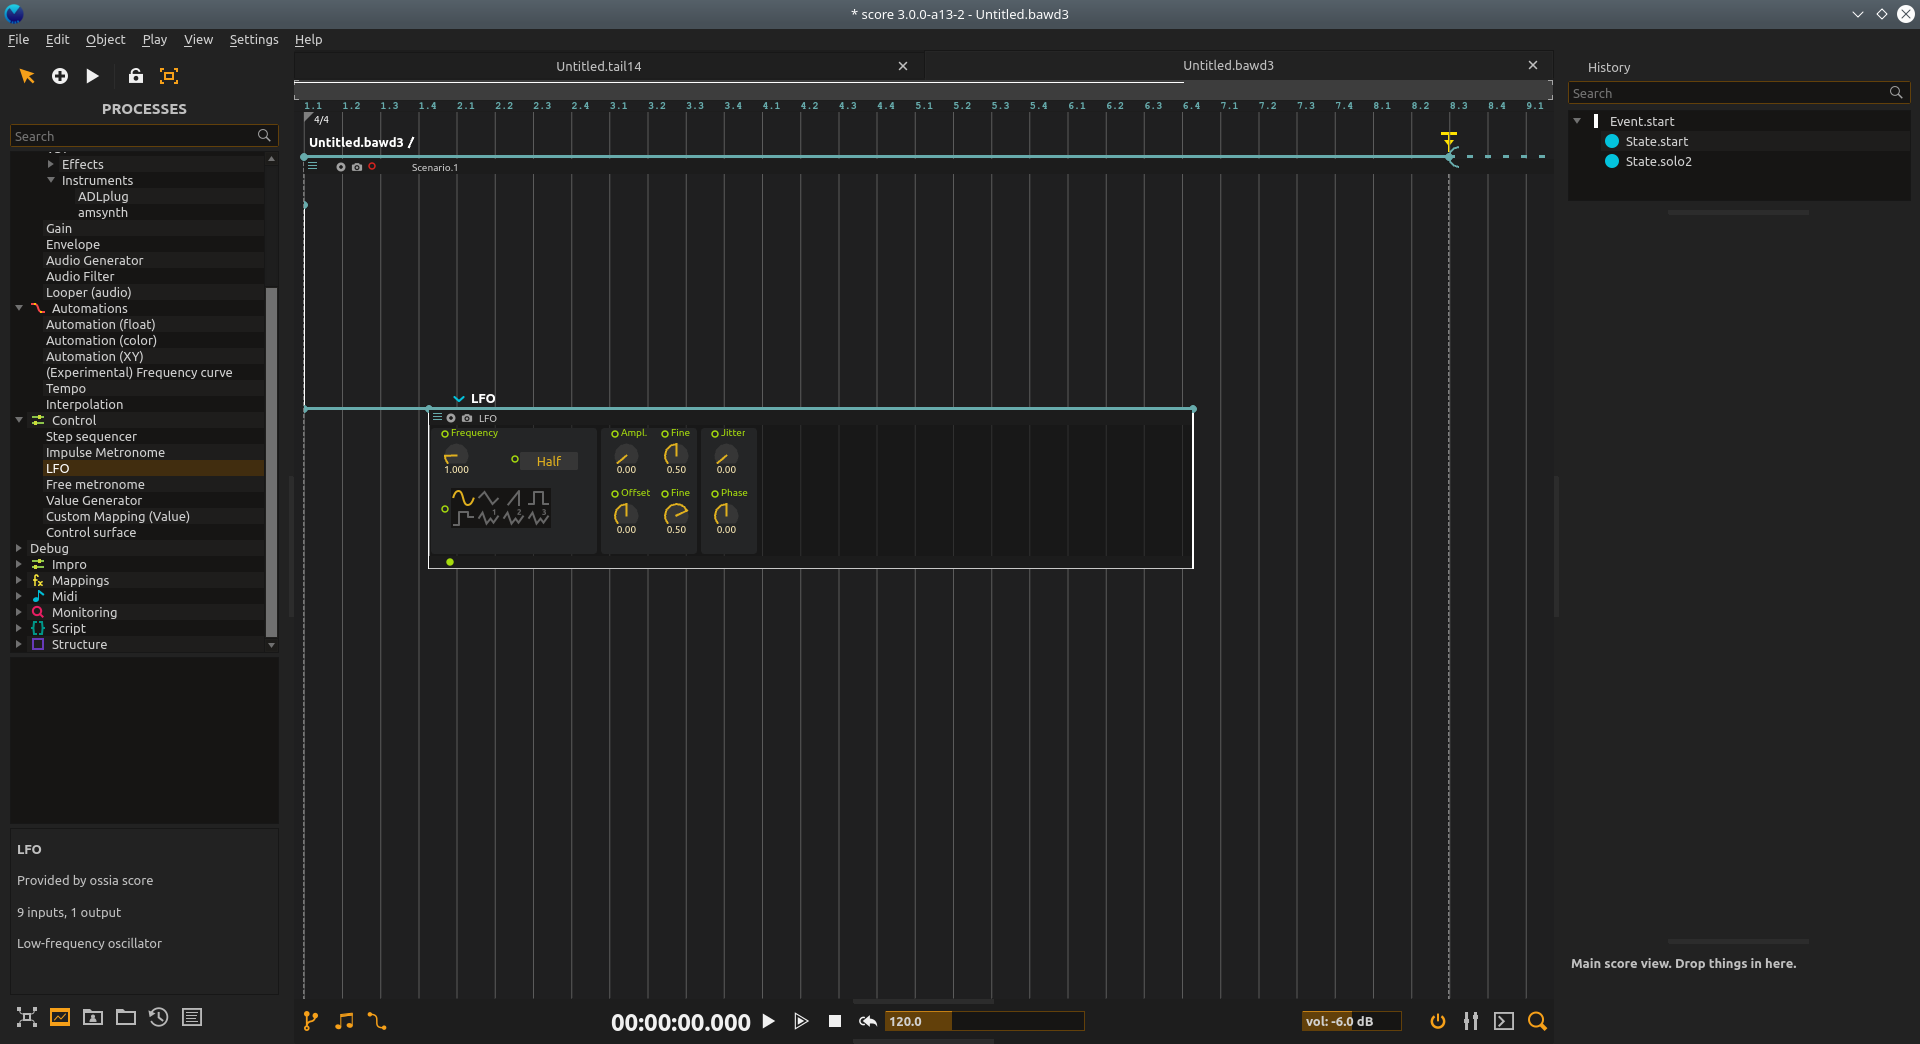 * score 3.0.0-a13-2 - Untitled.bawd3
File Edit Object Play View Settings Help
PROCESSES
Search
Effects
Instruments
ADLplug
amsynth
Gain
Envelope
Audio Generator
Audio Filter
Looper (audio)
Automations
Automation (float)
Automation (color)
Automation (XY)
(Experimental) Frequency curve
Tempo
Interpolation
Control
Step sequencer
Impulse Metronome
LFO
Free metronome
Value Generator
Custom Mapping (Value)
Control surface
Debug
Impro
Mappings
Midi
Monitoring
Script
Structure
LFO
Provided by ossia score
9 inputs, 1 output
Low-frequency oscillator
Untitled.tail14
Untitled.bawd3
1.1 1.2 1.3 1.4 2.1 2.2 2.3 2.4 3.1 3.2 3.3 3.4 4.1 4.2 4.3 4.4 5.1 5.2 5.3 5.4 6.1 6.2 6.3 6.4 7.1 7.2 7.3 7.4 8.1 8.2 8.3 8.4 9.1
4/4
Untitled.bawd3 /
Scenario.1
LFO
LFO
Frequency Ampl. Fine Jitter
1.000 Half 0.00 0.50 0.00
Offset Fine Phase
1 2 3
0.00 0.50 0.00
00:00:00.000
120.0
vol: -6.0 dB
History
Search
Event.start
State.start
State.solo2
Main score view. Drop things in here.